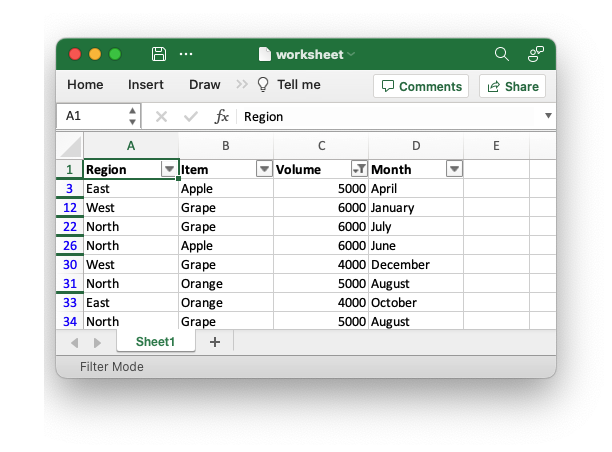 worksheet
Home Insert Draw Tell me Comments Share
A1 fx Region
A B C D E
1 Region Item Volume Month
3 East Apple 5000 April
12 West Grape 6000 January
22 North Grape 6000 July
26 North Apple 6000 June
30 West Grape 4000 December
31 North Orange 5000 August
33 East Orange 4000 October
34 North Grape 5000 August
Sheet1 +
Filter Mode